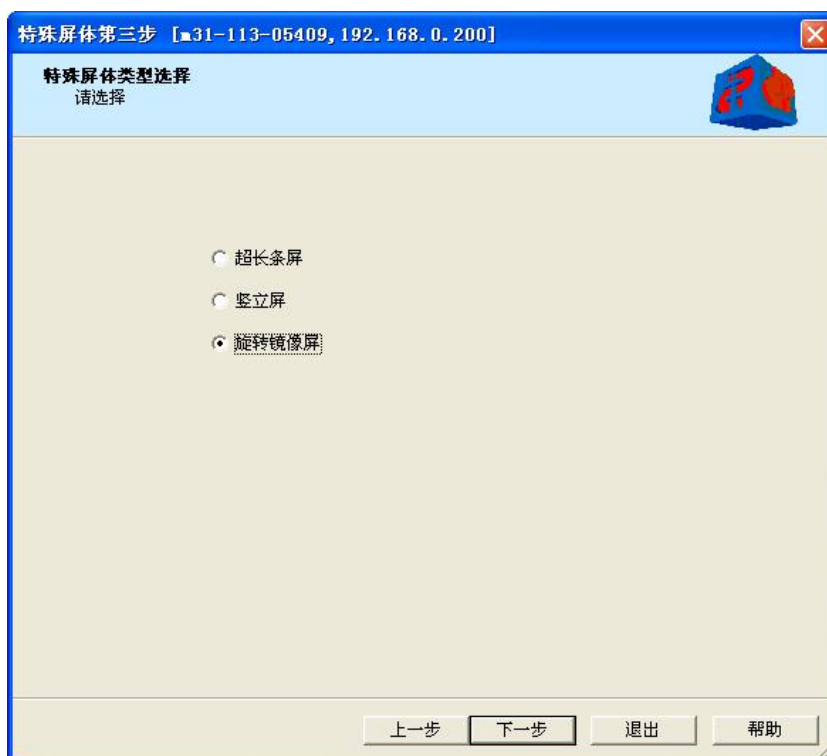 特殊屏体第三步 [m31-113-05409,192.168.0.200]
特殊屏体类型选择
请选择
超长条屏
竖立屏
旋转镜像屏
上一步 下一步 退出 帮助